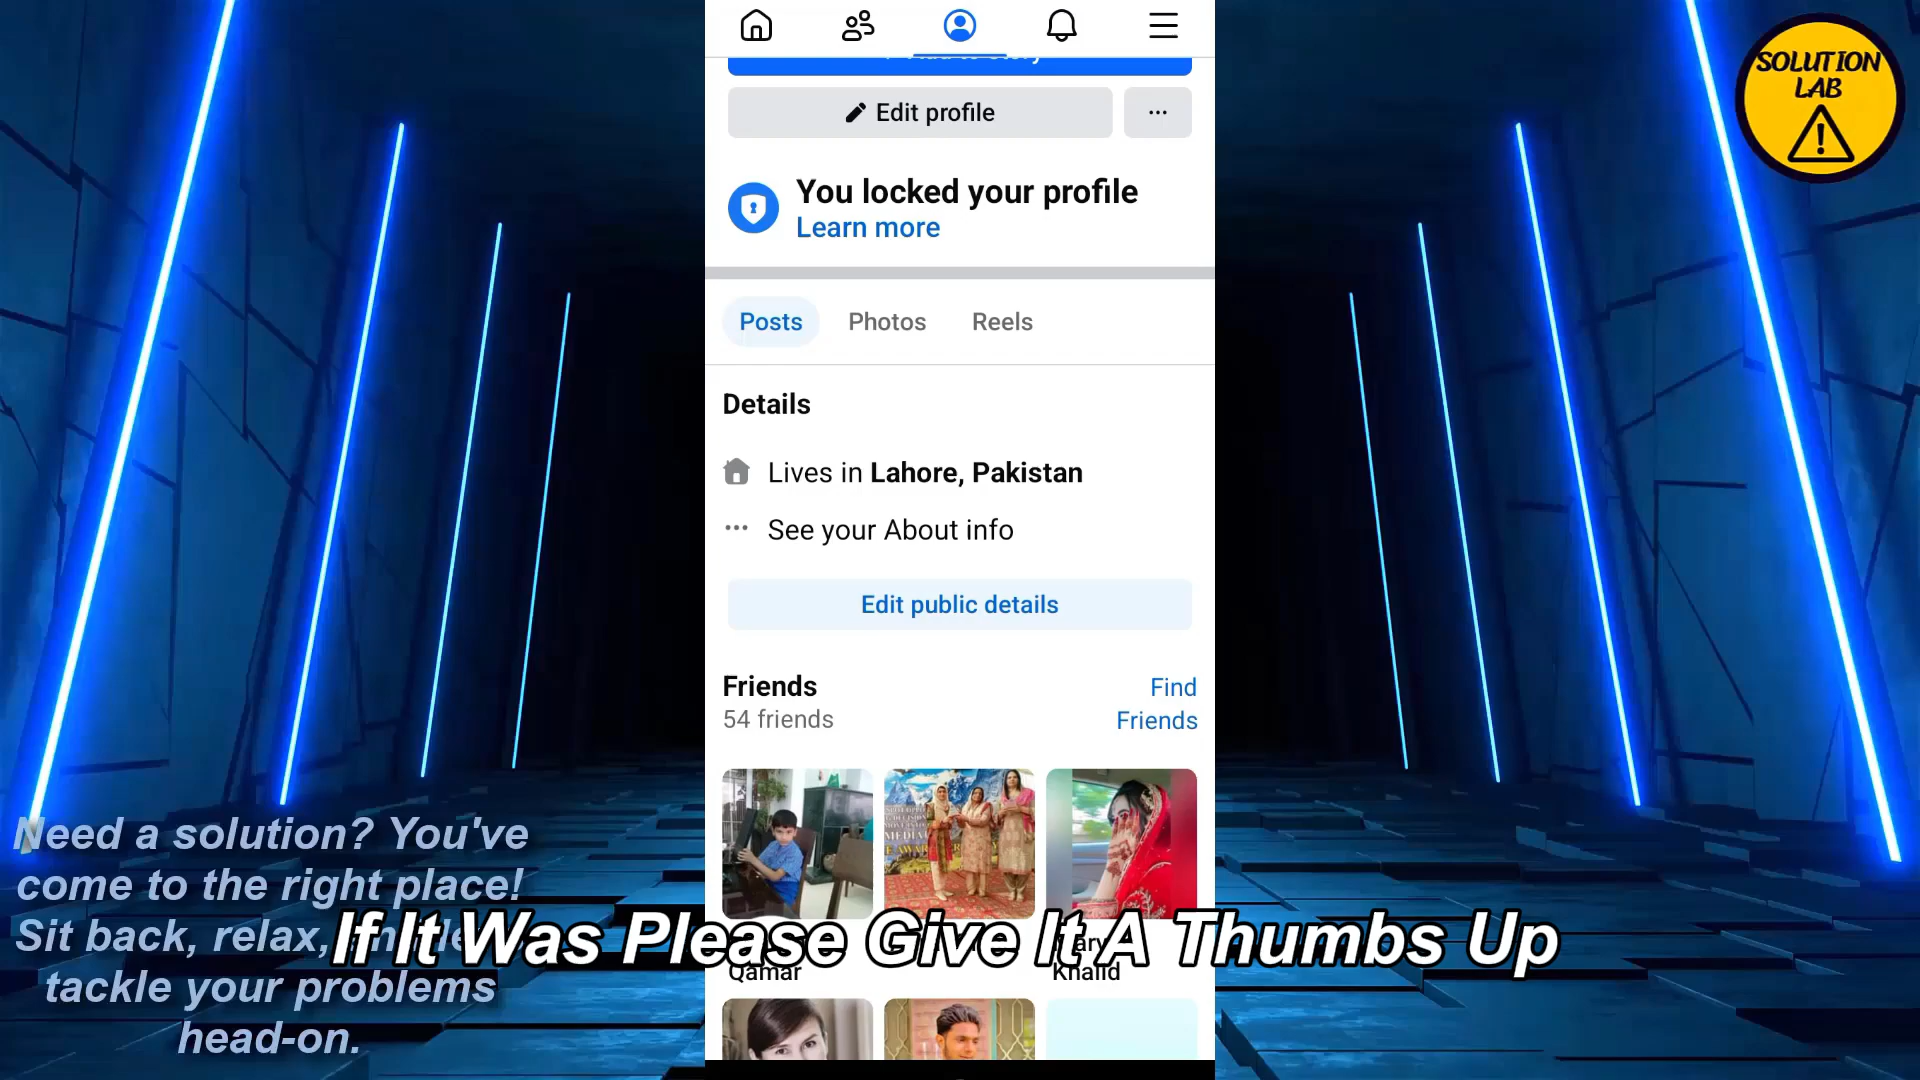 SOLUTION
LAB
Edit profile
You locked your profile
Learn more
Posts
Photos
Reels
Details
Lives in Lahore, Pakistan
See your About info
Edit public details
Friends
54 friends
Find
Friends
Need a solution? You've
come to the right place!
Sit back, relax,
tackle your problems
head-on.
If It Was Please Give It A Thumbs Up
Qamar
Khalid